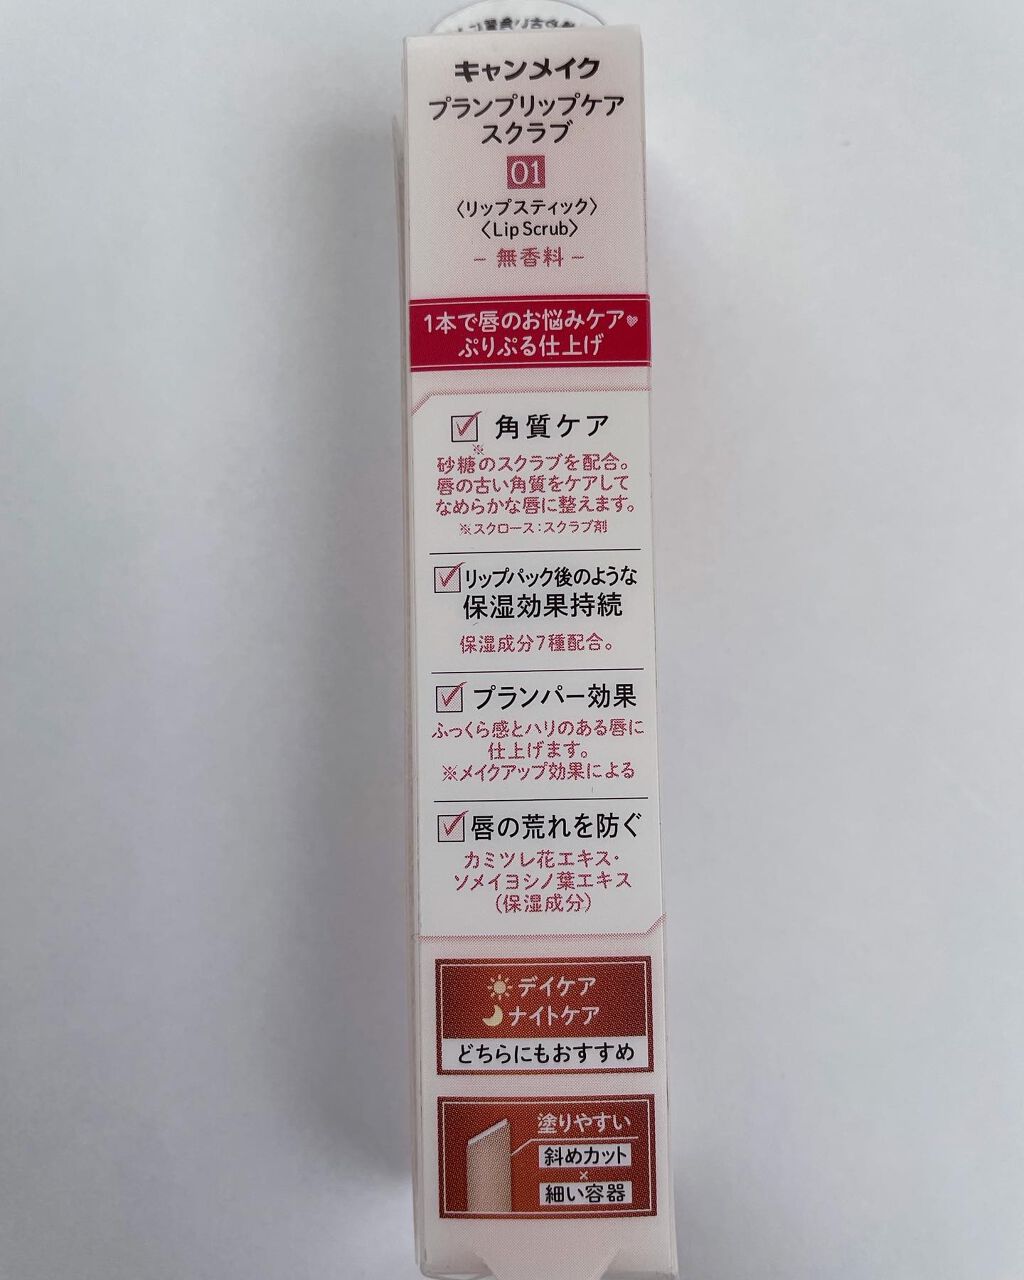 キャンメイク
プランプリップケア
スクラブ
01
〈リップスティック〉
〈Lip Scrub〉
– 無香料 –
1本で唇のお悩みケア♥
ぷりぷる仕上げ
角質ケア
砂糖※のスクラブを配合。
唇の古い角質をケアして
なめらかな唇に整えます。
※スクロース：スクラブ剤
リップパック後のような
保湿効果持続
保湿成分7種配合。
プランパー効果
ふっくら感とハリのある唇に
仕上げます。
※メイクアップ効果による
唇の荒れを防ぐ
カミツレ花エキス・
ソメイヨシノ葉エキス
（保湿成分）
デイケア
ナイトケア
どちらにもおすすめ
塗りやすい
斜めカット
×
細い容器